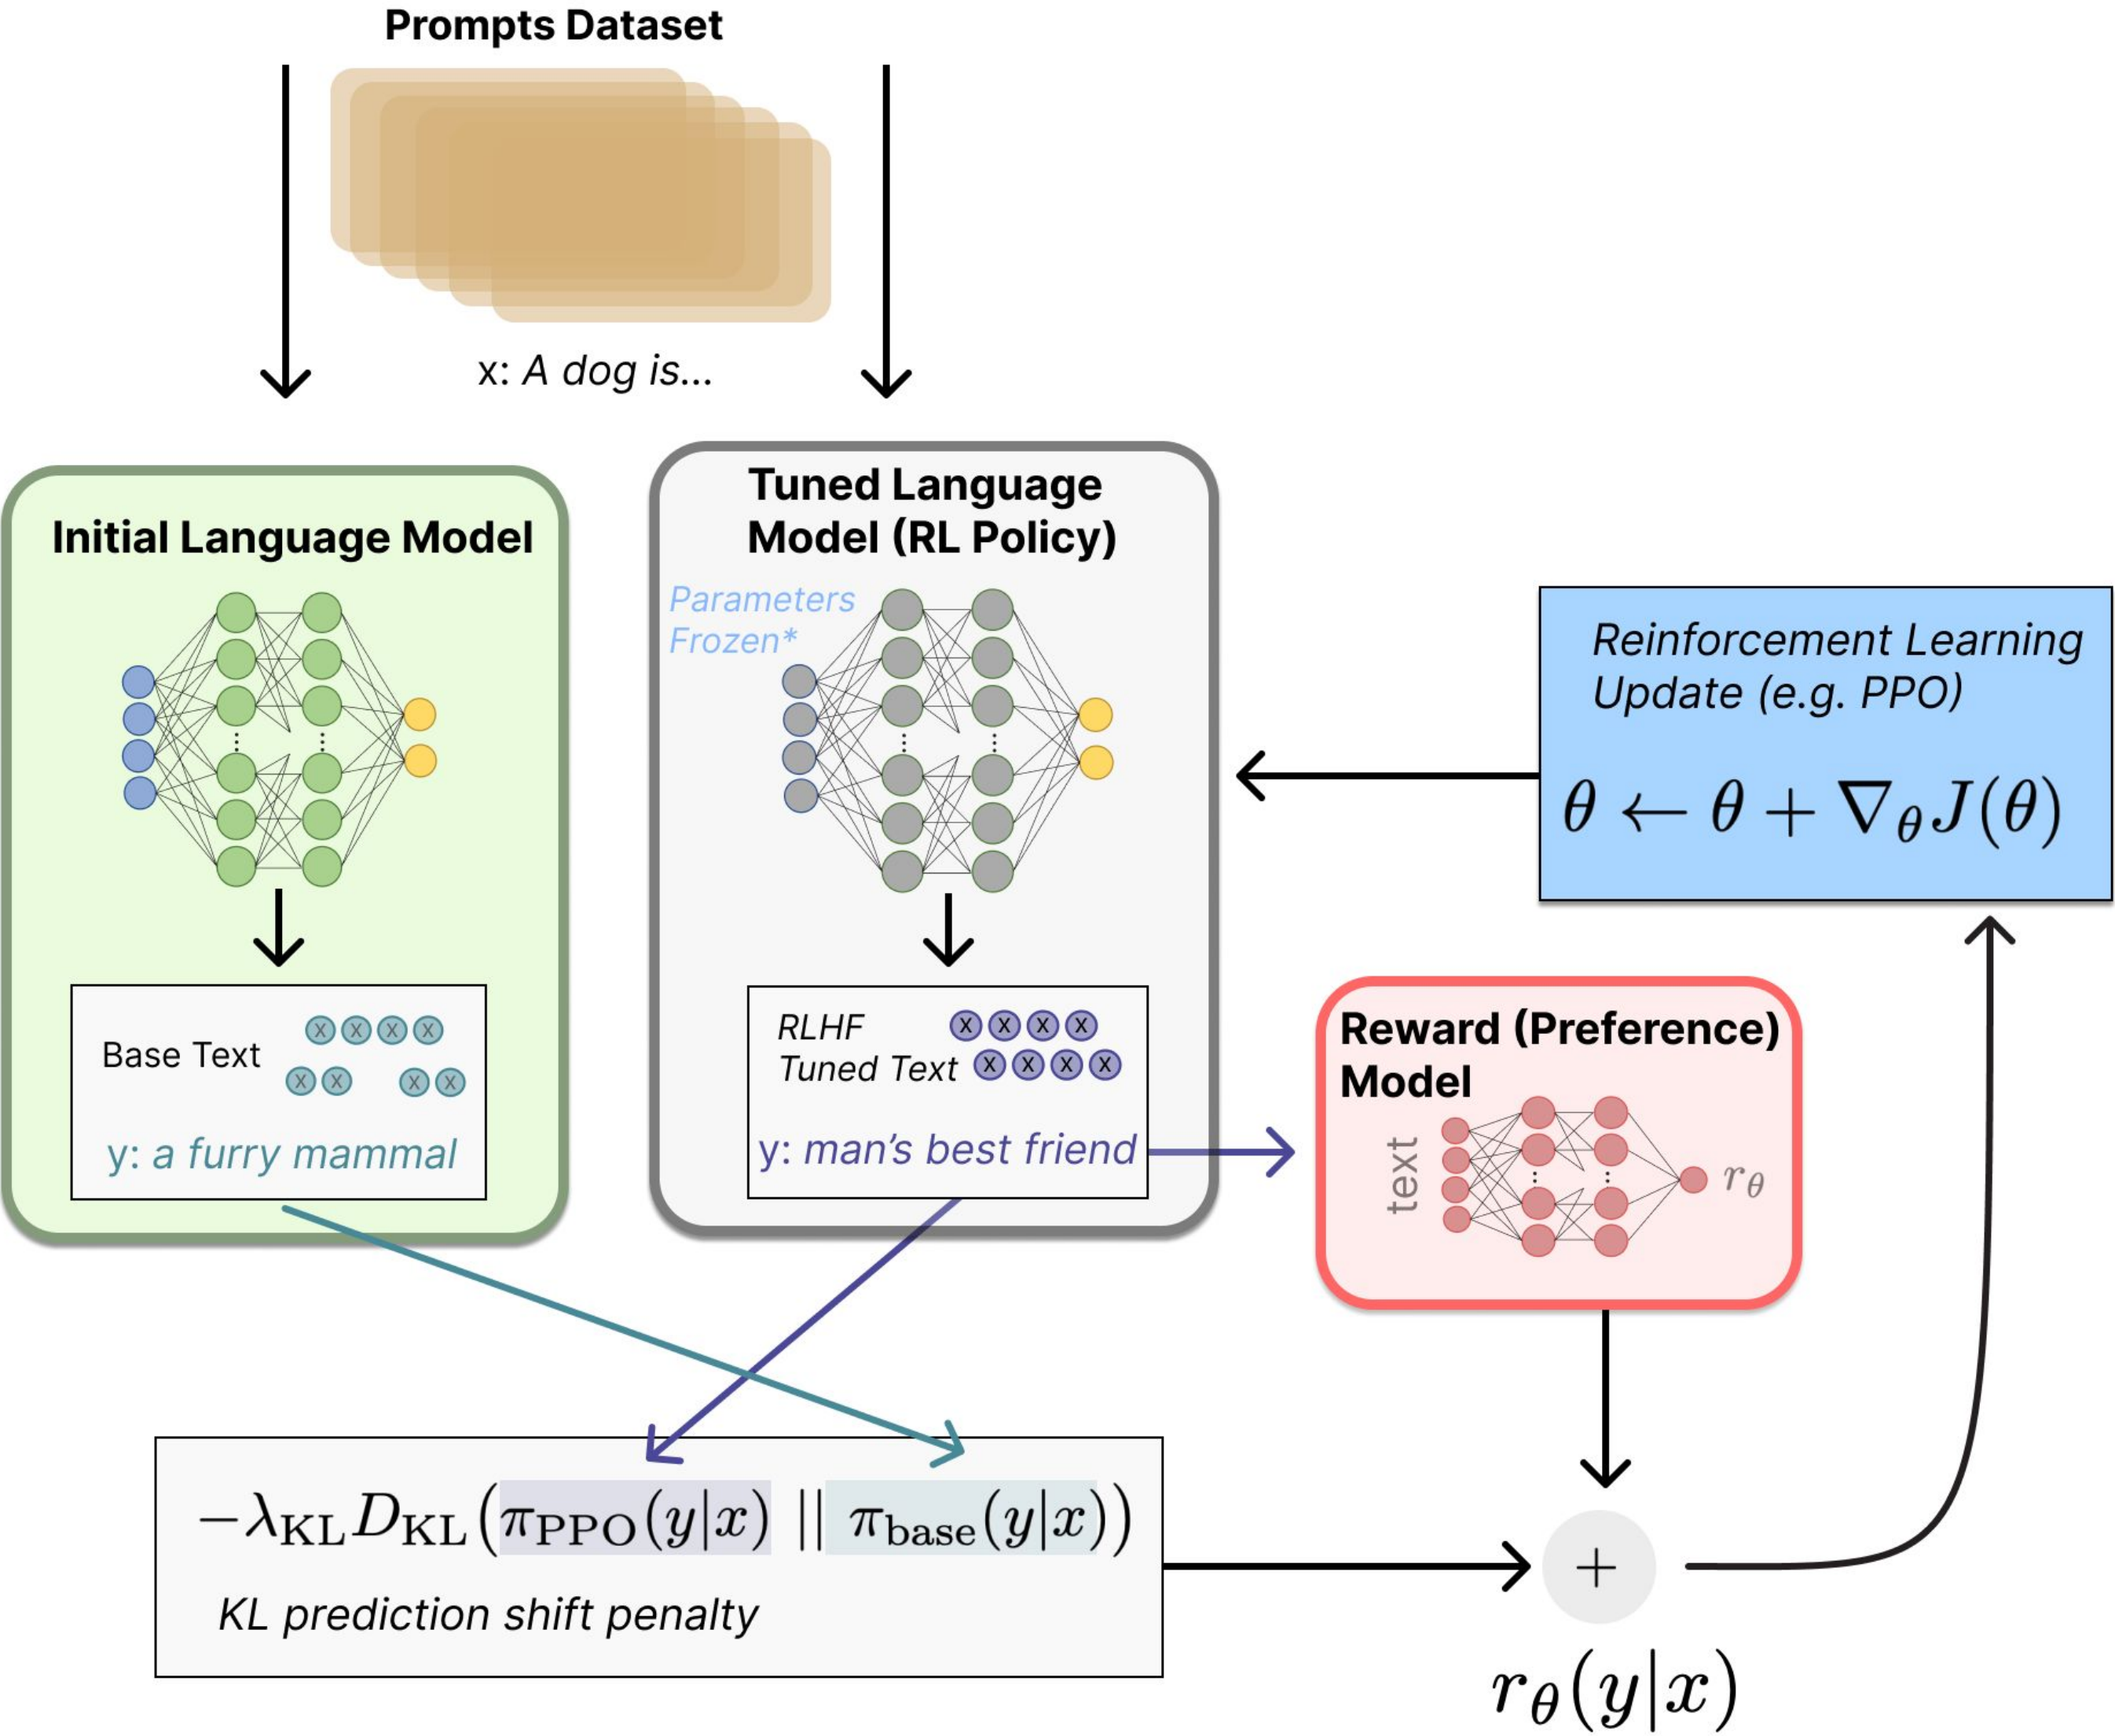 Prompts Dataset
x: A dog is...
Initial Language Model
Base Text
x x x x
x x x x
y: a furry mammal
Tuned Language
Model (RL Policy)
Parameters
Frozen*
RLHF
x x x x
Tuned Text
x x x x
y: man's best friend
Reinforcement Learning
Update (e.g. PPO)
θ ← θ + ∇θJ(θ)
Reward (Preference)
Model
text
rθ
−λKL DKL(πPPO(y|x) || πbase(y|x))
KL prediction shift penalty
+
rθ(y|x)